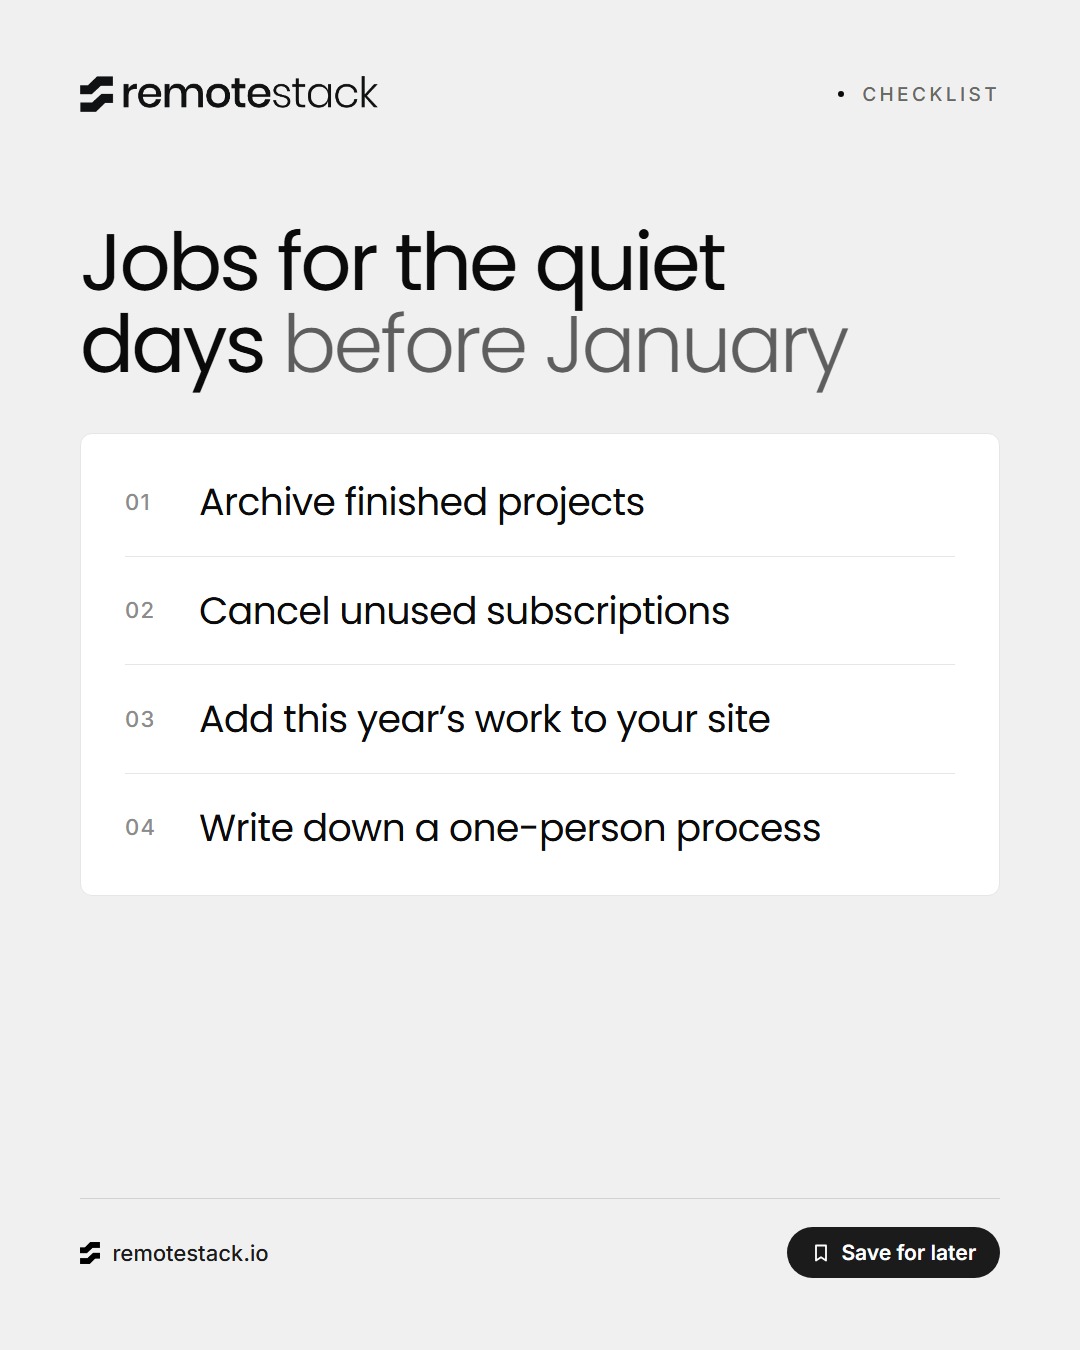 remotestack
• CHECKLIST
Jobs for the quiet
days before January
01 Archive finished projects
02 Cancel unused subscriptions
03 Add this year’s work to your site
04 Write down a one-person process
remotestack.io
Save for later